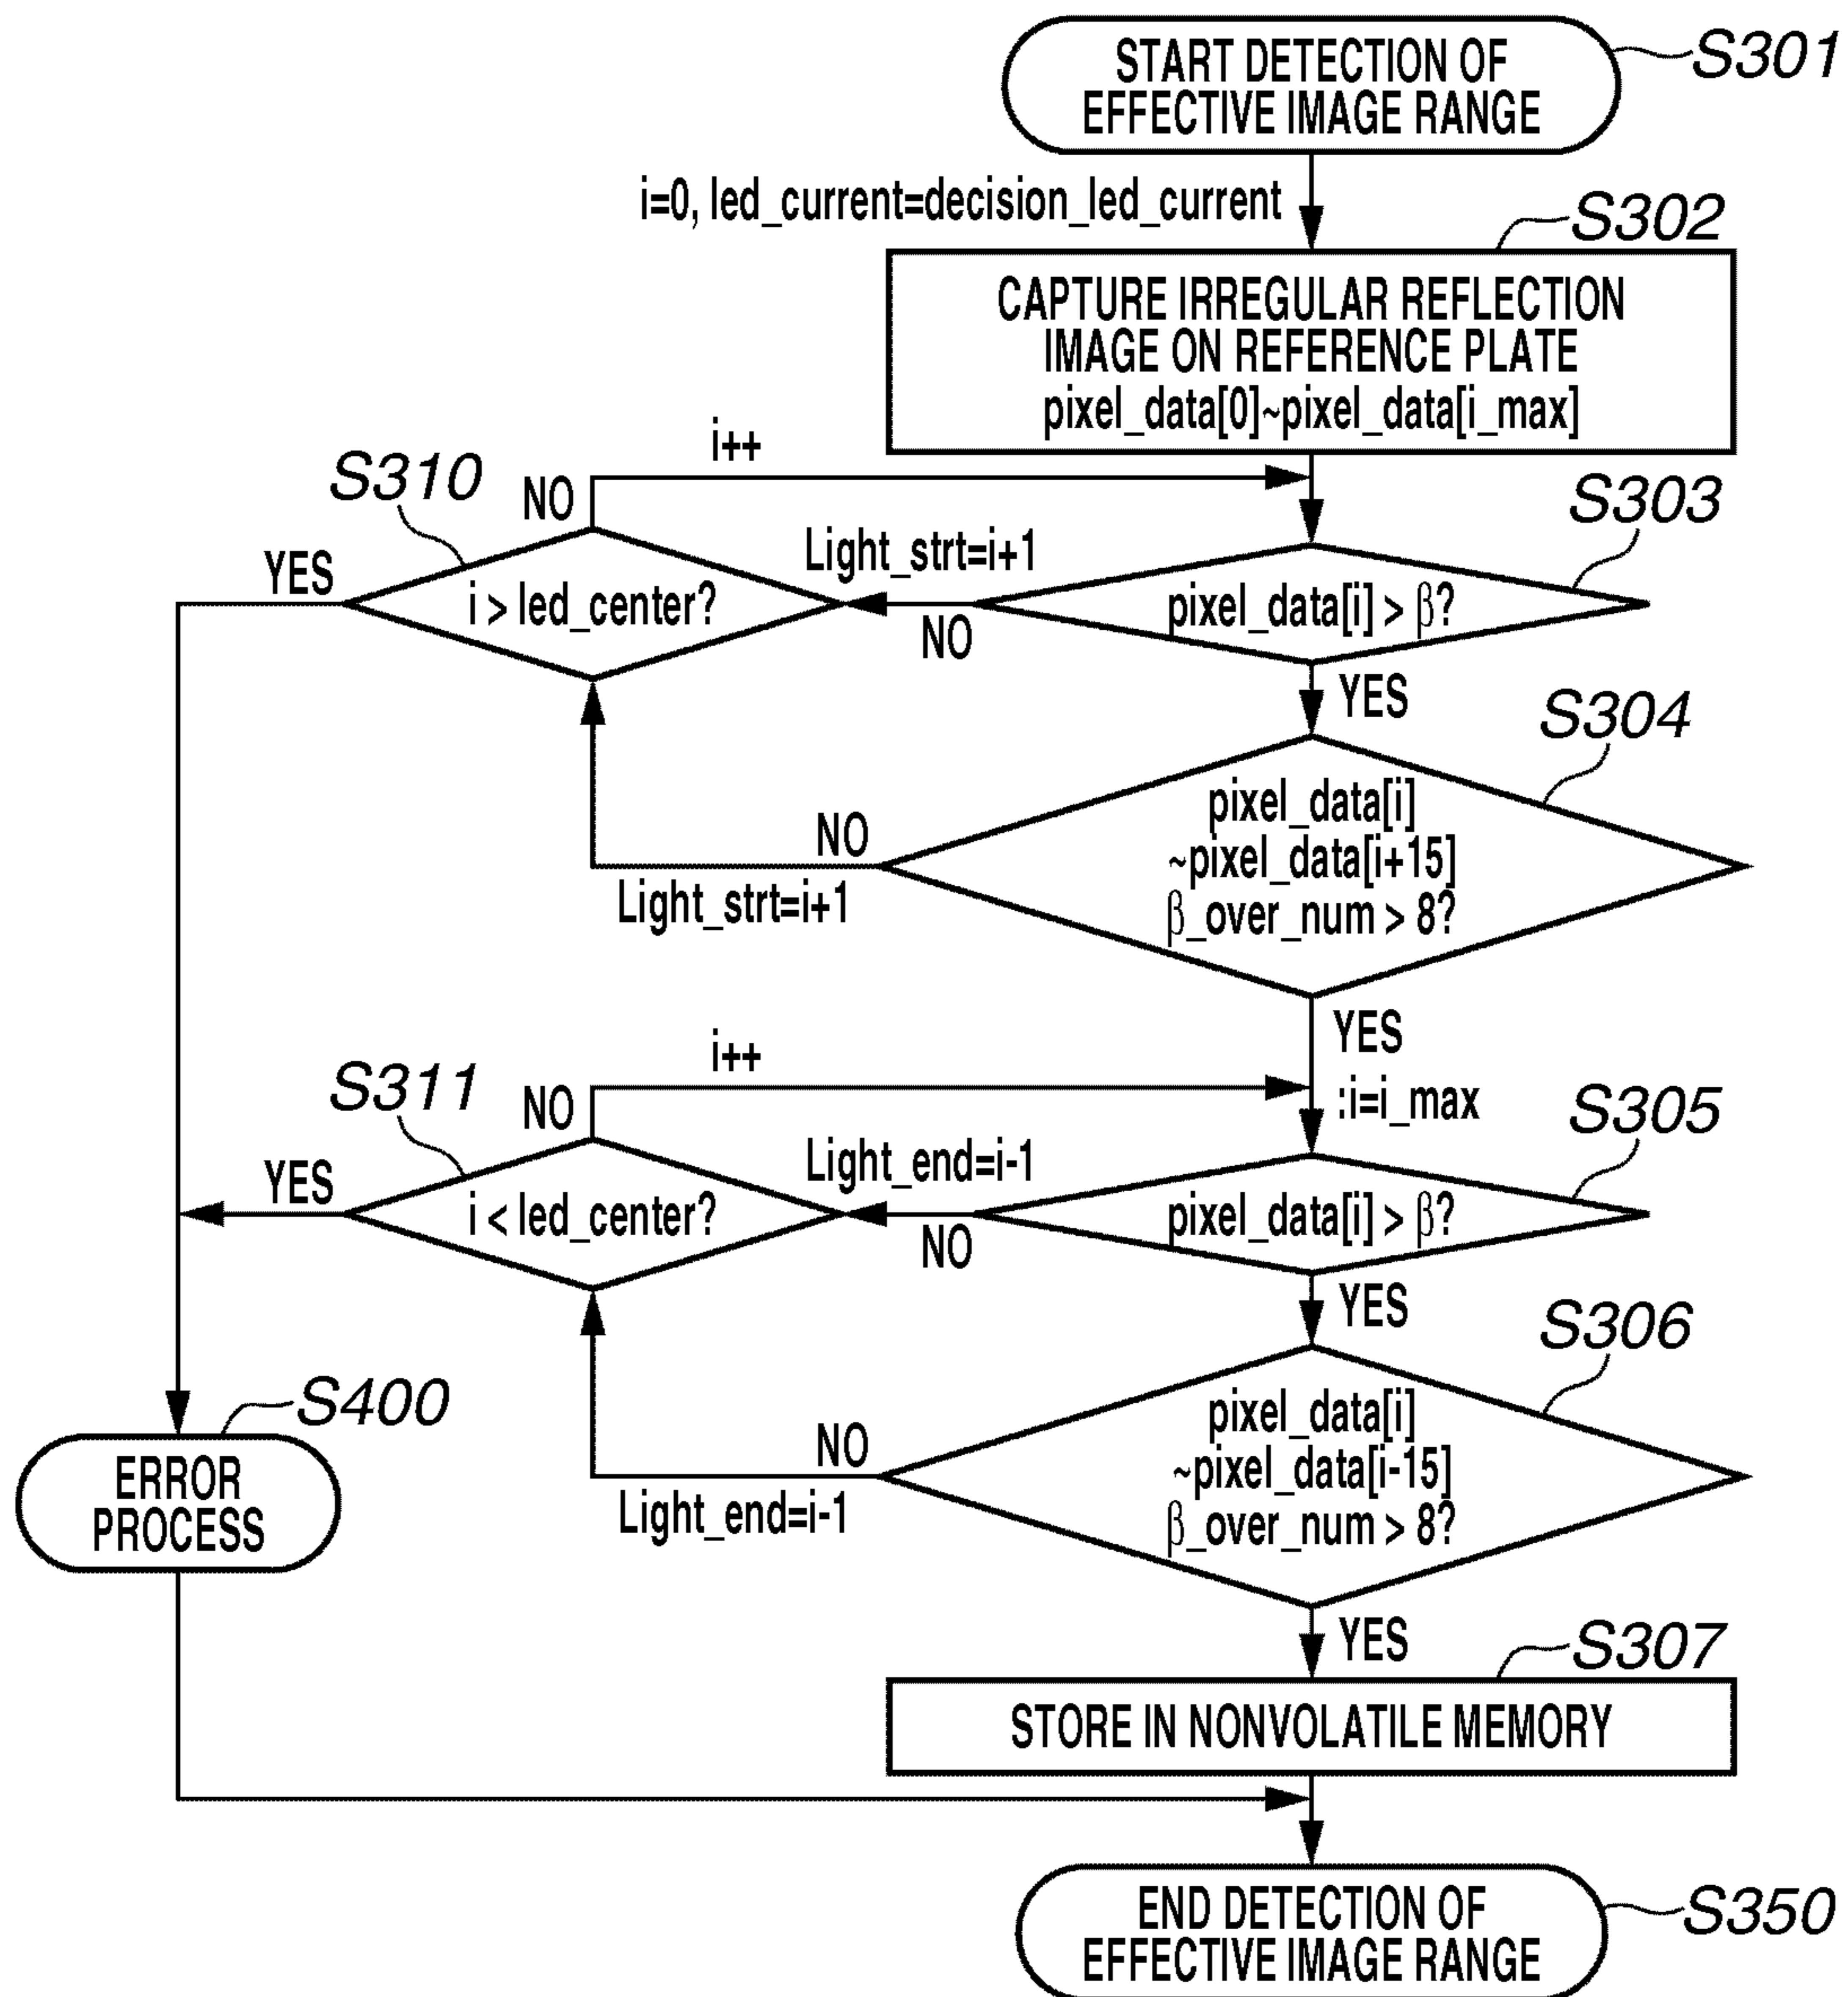 START DETECTION OF
EFFECTIVE IMAGE RANGE
S301
i=0, led_current=decision_led_current
S302
CAPTURE IRREGULAR REFLECTION
IMAGE ON REFERENCE PLATE
pixel_data[0]~pixel_data[i_max]
i++
S310
NO
S303
YES
Light_strt=i+1
i > led_center?
pixel_data[i] > β?
NO
YES
S304
pixel_data[i]
~pixel_data[i+15]
β_over_num > 8?
NO
Light_strt=i+1
YES
:i=i_max
i++
S311
NO
S305
YES
Light_end=i-1
i < led_center?
pixel_data[i] > β?
NO
YES
S306
pixel_data[i]
~pixel_data[i-15]
β_over_num > 8?
NO
Light_end=i-1
S400
ERROR
PROCESS
YES
S307
STORE IN NONVOLATILE MEMORY
END DETECTION OF
EFFECTIVE IMAGE RANGE
S350